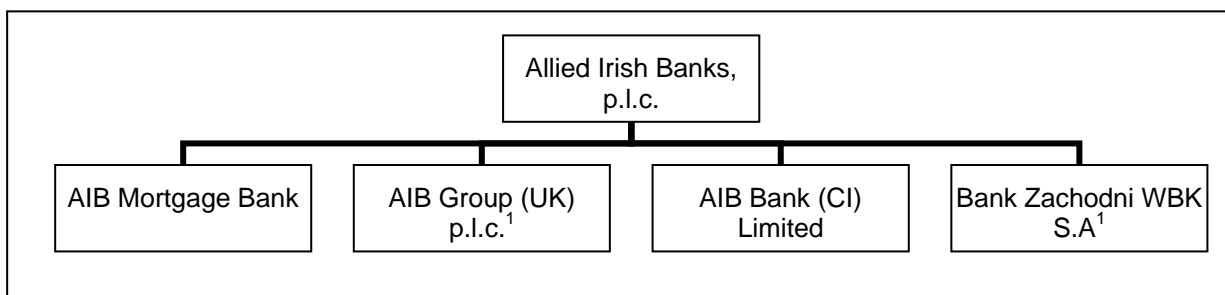 Allied Irish Banks,
p.l.c.
AIB Mortgage Bank
AIB Group (UK)
p.l.c.¹
AIB Bank (CI)
Limited
Bank Zachodni WBK
S.A¹